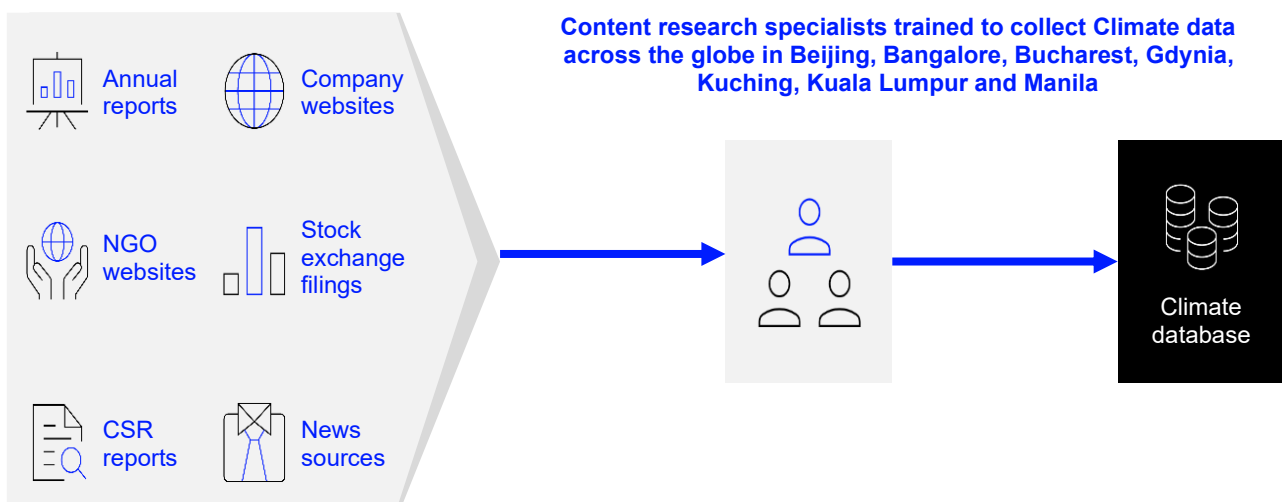 Content research specialists trained to collect Climate data
across the globe in Beijing, Bangalore, Bucharest, Gdynia,
Kuching, Kuala Lumpur and Manila
Annual
reports
Company
websites
NGO
websites
Stock
exchange
filings
CSR
reports
News
sources
Climate
database